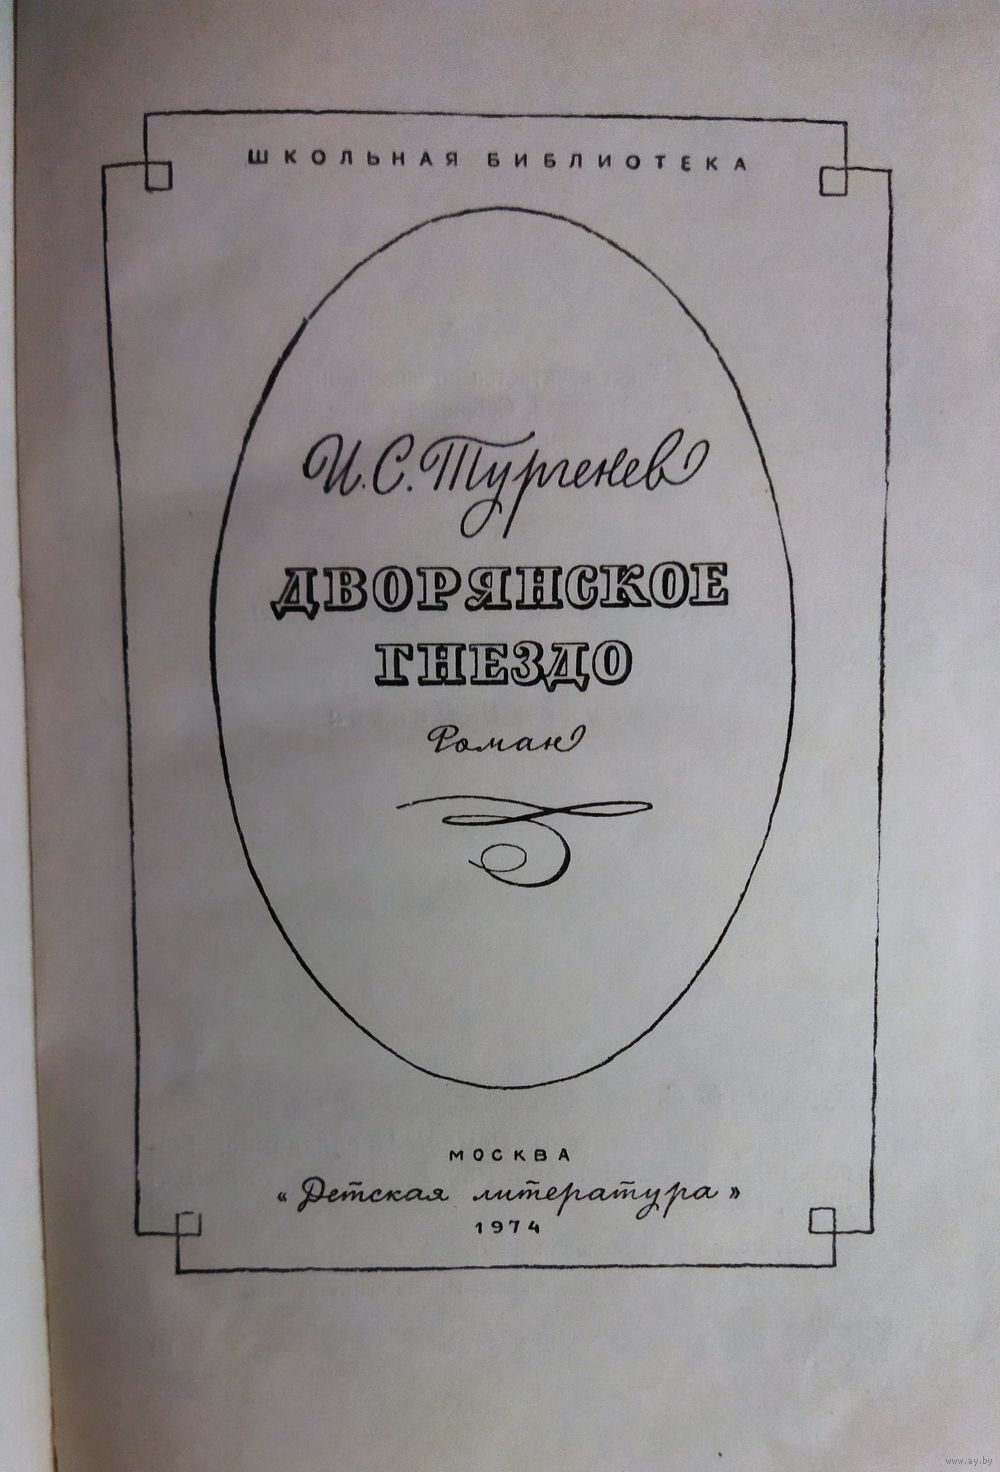 ШКОЛЬНАЯ БИБЛИОТЕКА
И.С.Тургенев
ДВОРЯНСКОЕ
ГНЕЗДО
Роман
МОСКВА
«Детская литература»
1974
www.ay.by